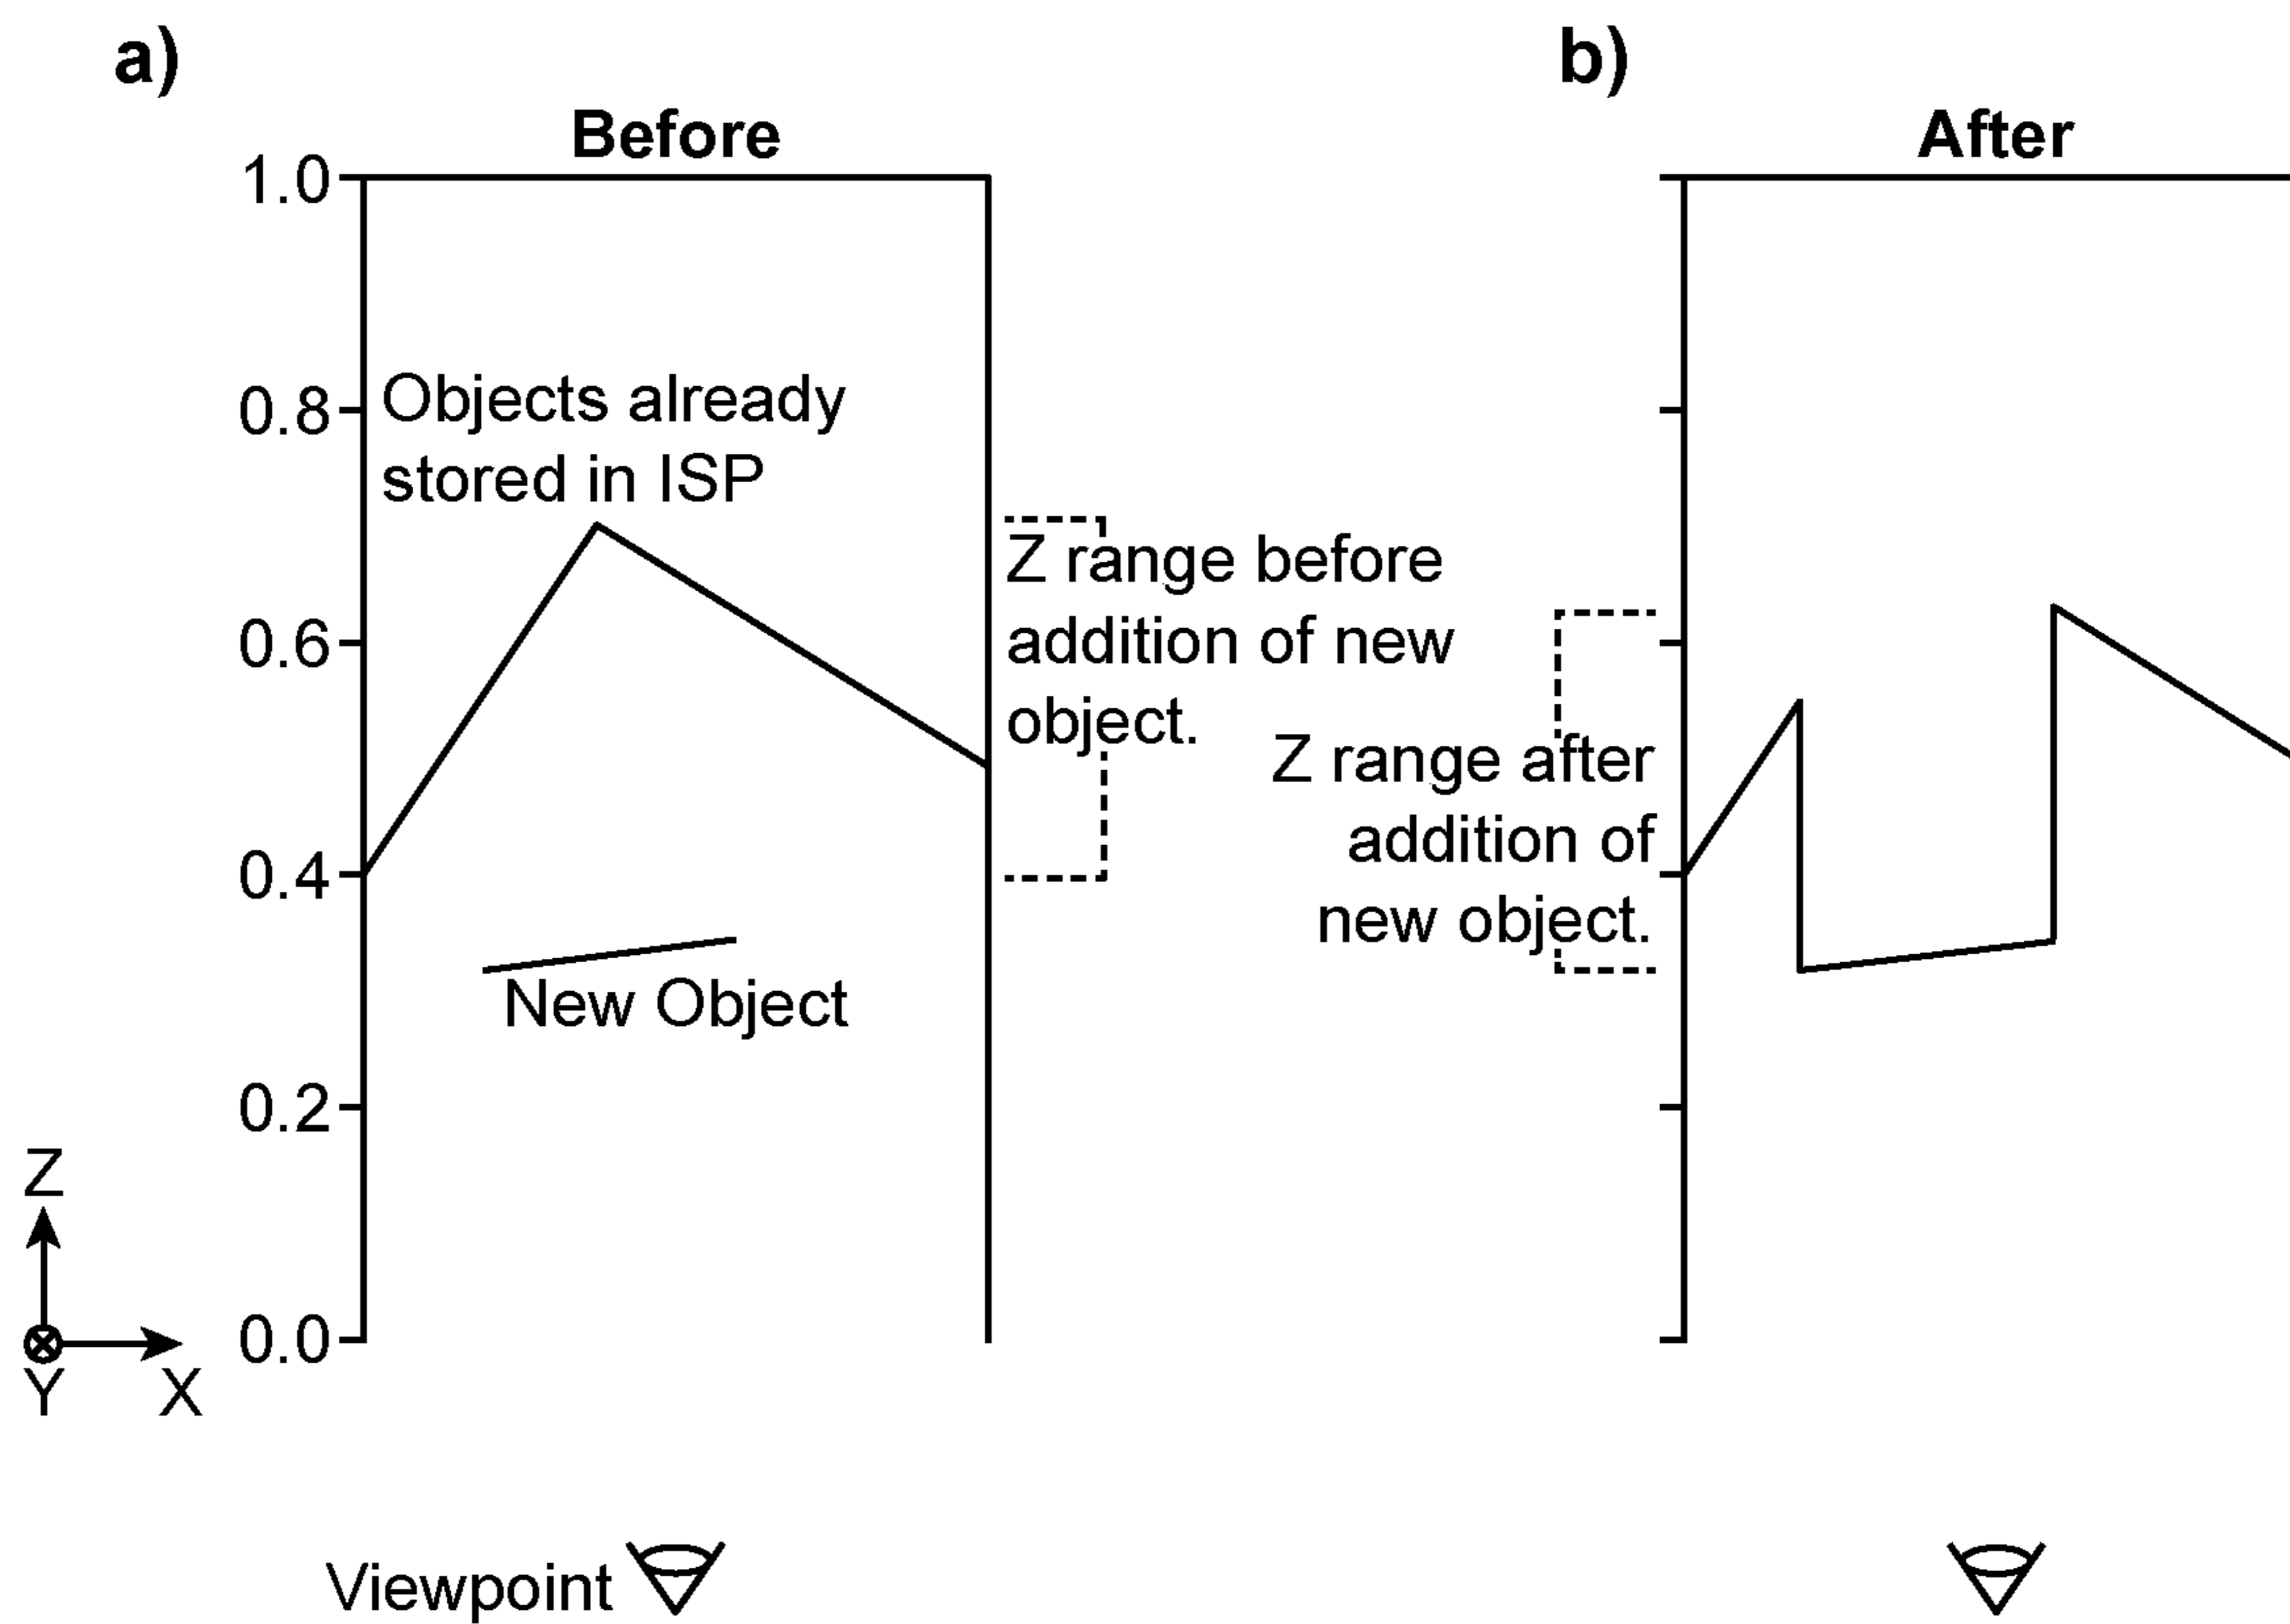 a)
Before
1.0
0.8
0.6
0.4
0.2
0.0
Objects already
stored in ISP
New Object
Z range before
addition of new
object.
Z
Y
X
Viewpoint
b)
After
Z range after
addition of
new object.